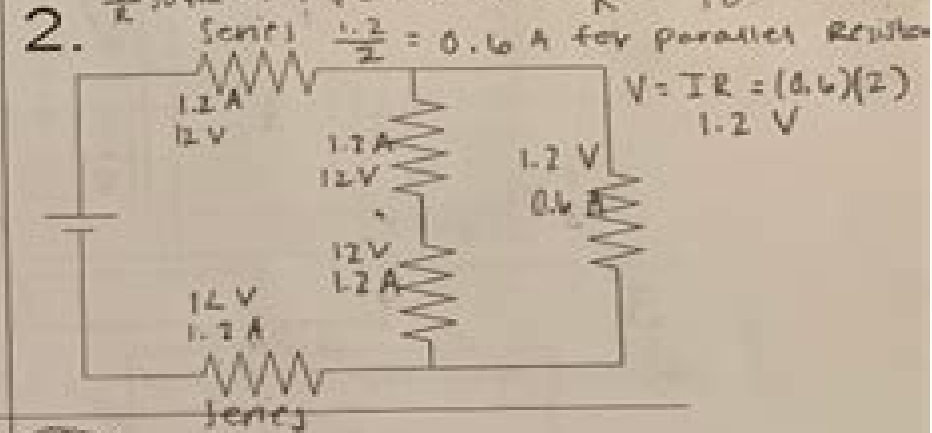 2.
Series 1.2/2 = 0.6 A for parallel
V = IR = (0.6)(2)
1.2 V
1.2 A
12 V
1.2 A
12 V
1.2 V
0.6 A
12 V
1.2 A
12 V
1.2 A
Series